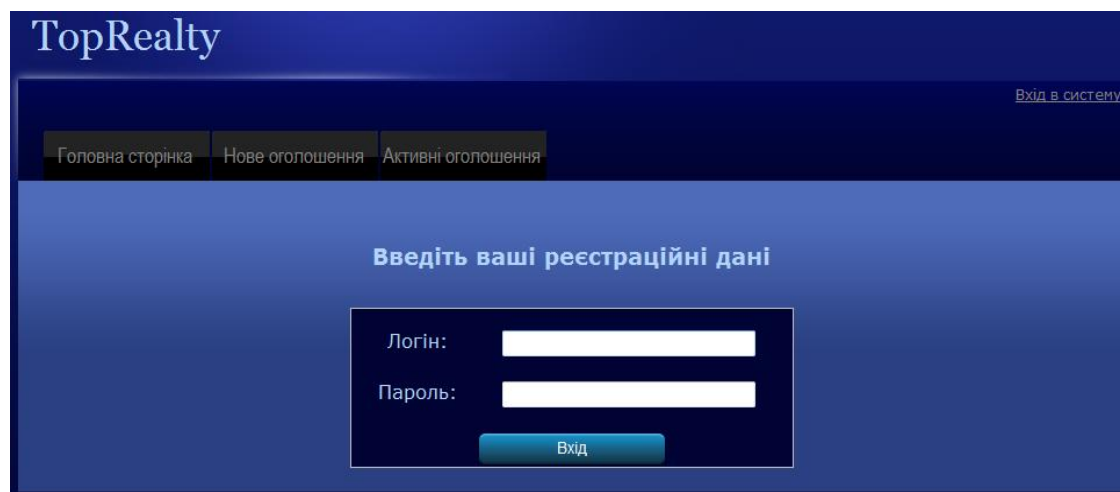 TopRealty
Вхід в систему
Головна сторінка Нове оголошення Активні оголошення
Введіть ваші реєстраційні дані
Логін:
Пароль:
Вхід